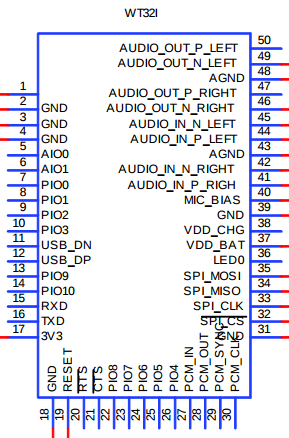 WT32I
1
2 GND
3 GND
4 GND
5 AIO0
6 AIO1
7 PIO0
8 PIO1
9 PIO2
10 PIO3
11 USB_DN
12 USB_DP
13 PIO9
14 PIO10
15 RXD
16 TXD
17 3V3
18 GND
19 RESET
20 RTS
21 CTS
22 PIO8
23 PIO7
24 PIO6
25 PIO5
26 PIO4
27 PCM_IN
28 PCM_OUT
29 PCM_SYNC
30 PCM_CLK
AUDIO_OUT_P_LEFT 50
AUDIO_OUT_N_LEFT 49
AGND 48
AUDIO_OUT_P_RIGHT 47
AUDIO_OUT_N_RIGHT 46
AUDIO_IN_N_LEFT 45
AUDIO_IN_P_LEFT 44
AGND 43
AUDIO_IN_N_RIGHT 42
AUDIO_IN_P_RIGH 41
MIC_BIAS 40
GND 39
VDD_CHG 38
VDD_BAT 37
LED0 36
SPI_MOSI 35
SPI_MISO 34
SPI_CLK 33
SPI_CS 32
GND 31